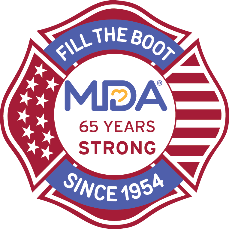 FILL THE BOOT
MDA®
65 YEARS
STRONG
SINCE 1954